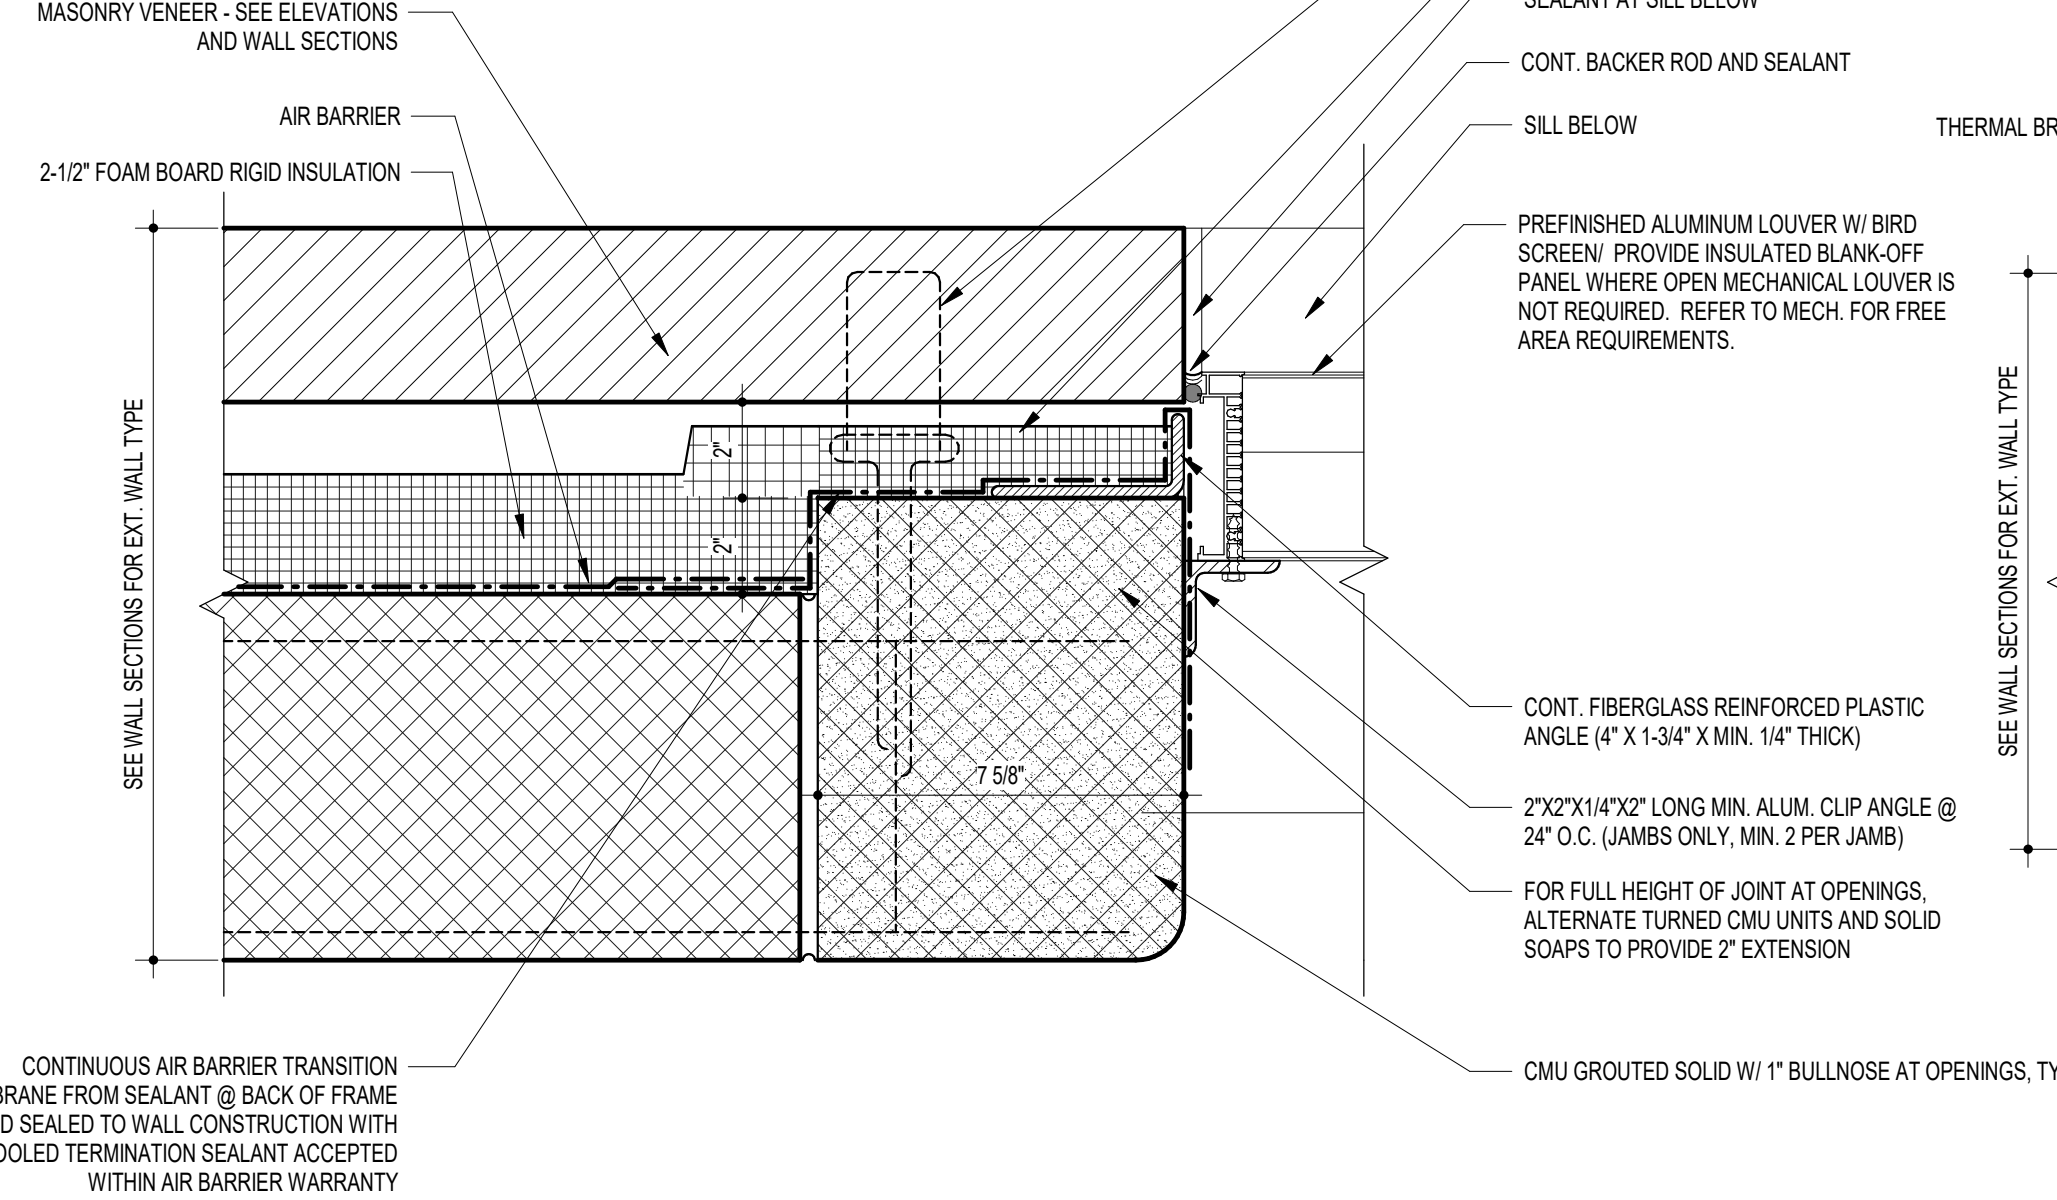 MASONRY VENEER - SEE ELEVATIONS
AND WALL SECTIONS
AIR BARRIER
2-1/2" FOAM BOARD RIGID INSULATION
SEE WALL SECTIONS FOR EXT. WALL TYPE
CONTINUOUS AIR BARRIER TRANSITION
FROM SEALANT @ BACK OF FRAME
SEALED TO WALL CONSTRUCTION WITH
TERMINATION SEALANT ACCEPTED
WITHIN AIR BARRIER WARRANTY
2"
2"
7 5/8"
SEALANT AT SILL BELOW
CONT. BACKER ROD AND SEALANT
SILL BELOW
PREFINISHED ALUMINUM LOUVER W/ BIRD
SCREEN/ PROVIDE INSULATED BLANK-OFF
PANEL WHERE OPEN MECHANICAL LOUVER IS
NOT REQUIRED. REFER TO MECH. FOR FREE
AREA REQUIREMENTS.
CONT. FIBERGLASS REINFORCED PLASTIC
ANGLE (4" X 1-3/4" X MIN. 1/4" THICK)
2"X2"X1/4"X2" LONG MIN. ALUM. CLIP ANGLE @
24" O.C. (JAMBS ONLY, MIN. 2 PER JAMB)
FOR FULL HEIGHT OF JOINT AT OPENINGS,
ALTERNATE TURNED CMU UNITS AND SOLID
SOAPS TO PROVIDE 2" EXTENSION
CMU GROUTED SOLID W/ 1" BULLNOSE AT OPENINGS,
THERMAL
SEE WALL SECTIONS FOR EXT. WALL TYPE